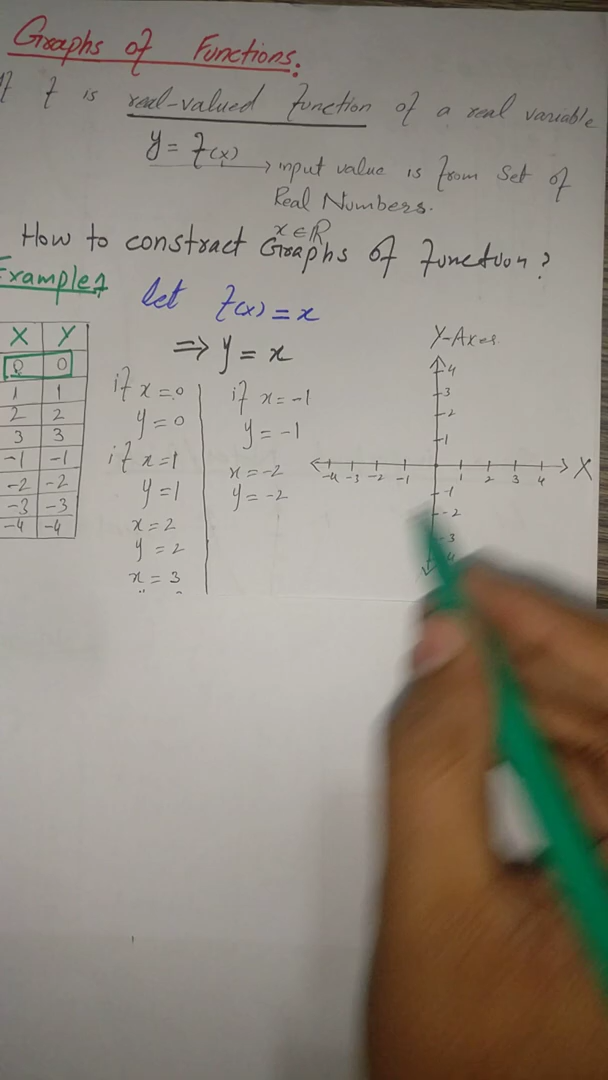 Graphs of Functions:
If f is real-valued function of a real variable
y = f(x) → input value is from Set of
Real Numbers.
x ∈ R
How to constract Graphs of function?
Example
let f(x) = x
⇒ y = x
X Y
0 0
1 1
2 2
3 3
-1 -1
-2 -2
-3 -3
-4 -4
if x = 0
y = 0
if x = 1
y = 1
x = 2
y = 2
x = 3
if x = -1
y = -1
x = -2
y = -2
Y-Axes
4
3
2
1
-4 -3 -2 -1 1 2 3 4 X
-1
-2
3
4